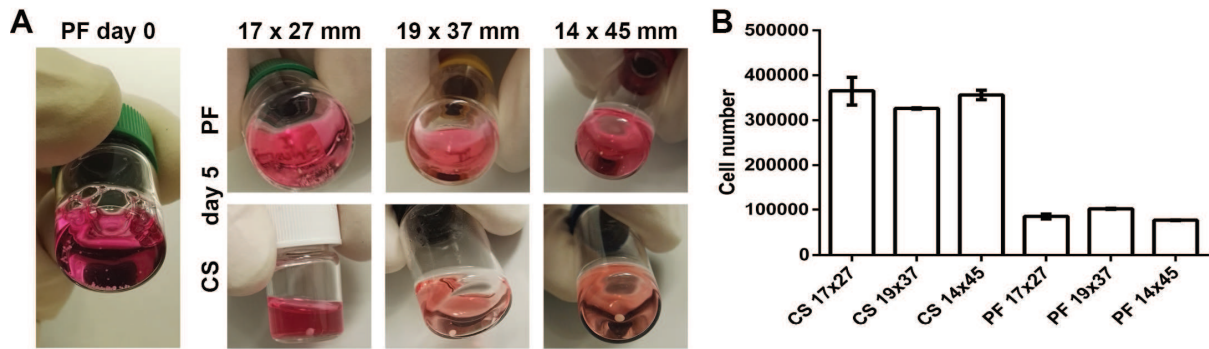 A
PF day 0
17 x 27 mm
19 x 37 mm
14 x 45 mm
day 5
PF
CS
B
Cell number
500000
400000
300000
200000
100000
0
CS 17x27
CS 19x37
CS 14x45
PF 17x27
PF 19x37
PF 14x45